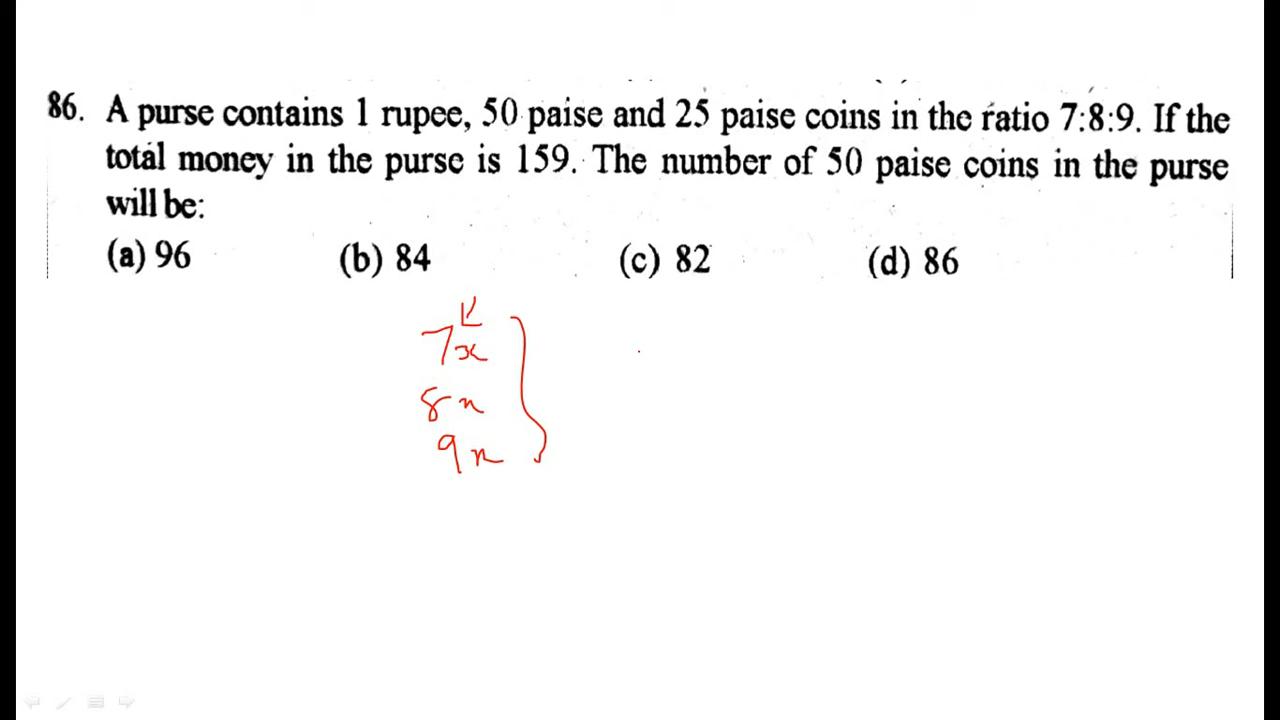 86. A purse contains 1 rupee, 50 paise and 25 paise coins in the ratio 7:8:9. If the
total money in the purse is 159. The number of 50 paise coins in the purse
will be:
(a) 96 (b) 84 (c) 82 (d) 86
7x
8x
9x